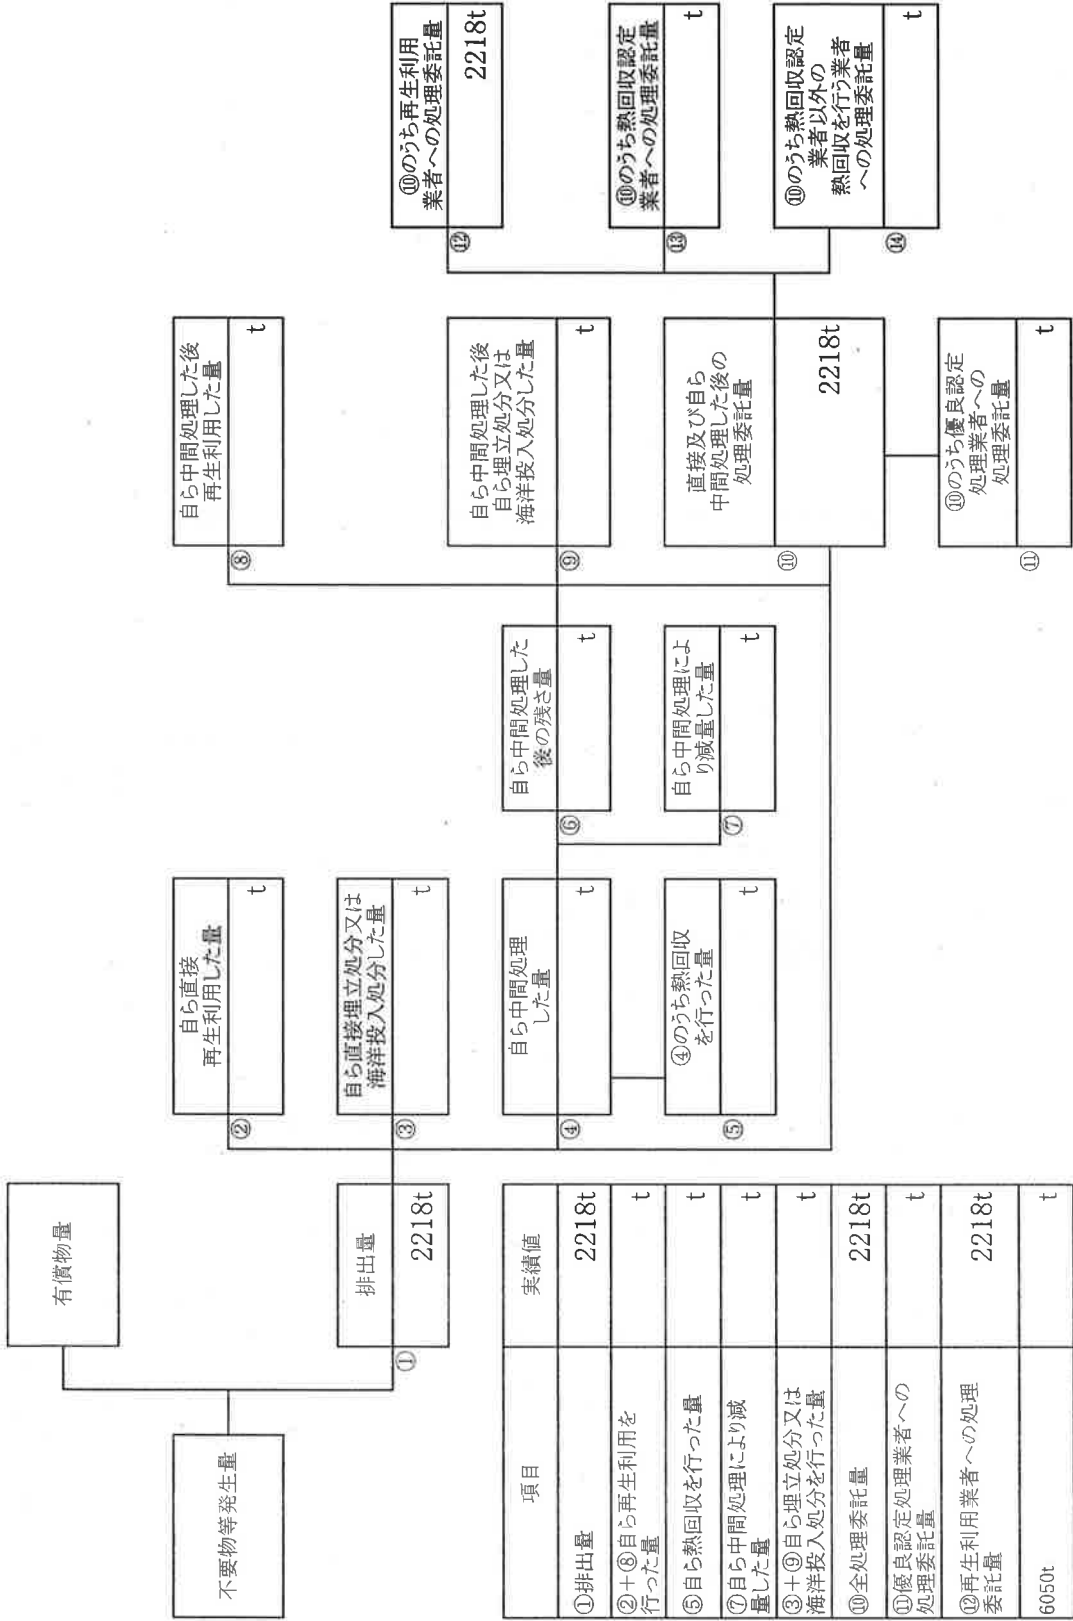 不要物等発生量
有償物量
①
排出量
2218t
②
自ら直接
再生利用した量
t
③
自ら直接埋立処分又は
海洋投入処分した量
t
④
自ら中間処理
した量
t
⑤
④のうち熱回収
を行った量
t
⑥
自ら中間処理した
後の残さ量
t
⑦
自ら中間処理によ
り減量した量
t
⑧
自ら中間処理した後
再生利用した量
t
⑨
自ら中間処理した後
自ら埋立処分又は
海洋投入処分した量
t
⑩
直接及び自ら
中間処理した後の
処理委託量
2218t
⑪
⑩のうち優良認定
処理業者への
処理委託量
t
⑫
⑩のうち再生利用
業者への処理委託量
2218t
⑬
⑩のうち熱回収認定
業者への処理委託量
t
⑭
⑩のうち熱回収認定
業者以外の
熱回収を行う業者
への処理委託量
t
項目 実績値
①排出量 2218t
②+⑧自ら再生利用を
行った量 t
⑤自ら熱回収を行った量 t
⑦自ら中間処理により減
量した量 t
③+⑨自ら埋立処分又は
海洋投入処分を行った量 t
⑩全処理委託量 2218t
⑪優良認定処理業者への
処理委託量 t
⑫再生利用業者への処理
委託量 2218t
6050t t